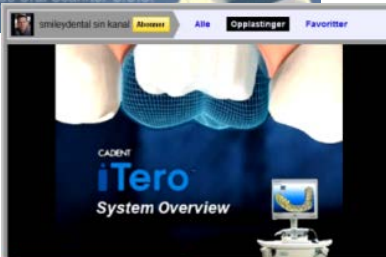 smileydental sin kanal Abonner Alle Opplastinger Favoritter
CADENT
iTero
System Overview